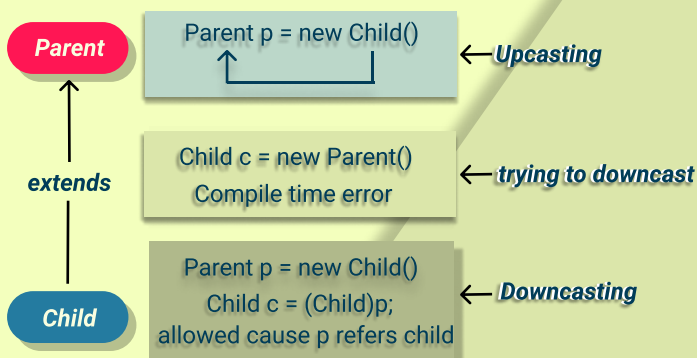 Parent
Parent p = new Child()
Upcasting
extends
Child c = new Parent()
Compile time error
trying to downcast
Child
Parent p = new Child()
Child c = (Child)p;
allowed cause p refers child
Downcasting